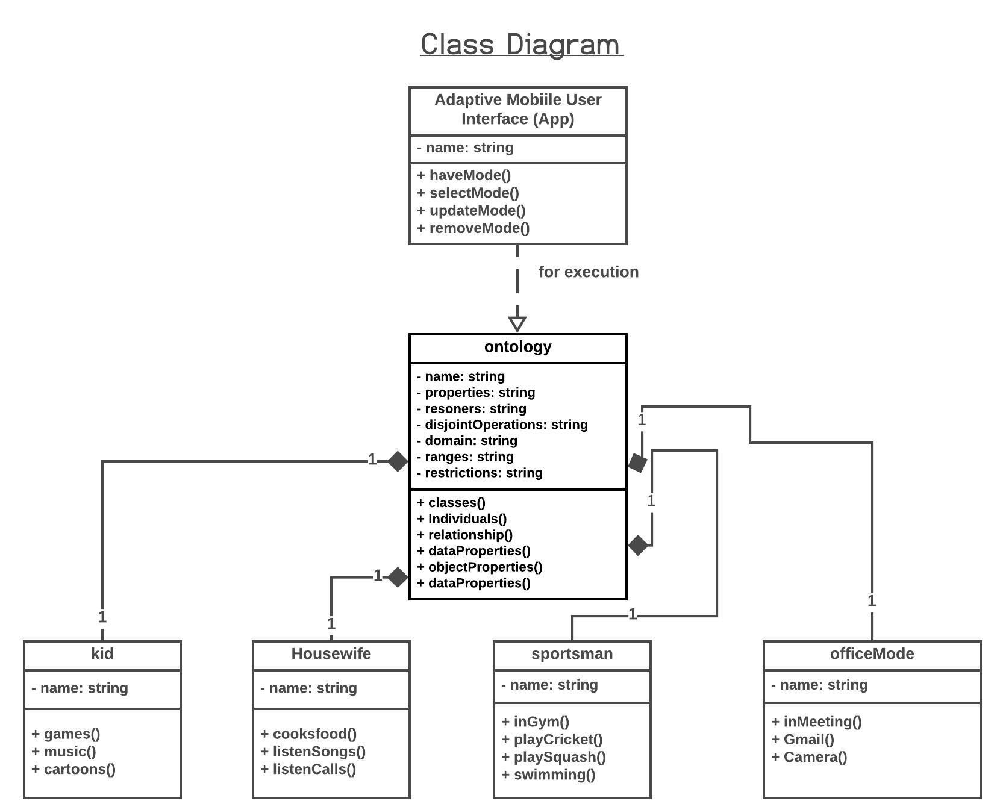 Class Diagram
Adaptive Mobiile User
Interface (App)
- name: string
+ haveMode()
+ selectMode()
+ updateMode()
+ removeMode()
for execution
ontology
- name: string
- properties: string
- resoners: string
- disjointOperations: string
- domain: string
- ranges: string
- restrictions: string
+ classes()
+ Individuals()
+ relationship()
+ dataProperties()
+ objectProperties()
+ dataProperties()
1
1
1
1
1
1
1
1
kid
- name: string
+ games()
+ music()
+ cartoons()
Housewife
- name: string
+ cooksfood()
+ listenSongs()
+ listenCalls()
sportsman
- name: string
+ inGym()
+ playCricket()
+ playSquash()
+ swimming()
officeMode
- name: string
+ inMeeting()
+ Gmail()
+ Camera()